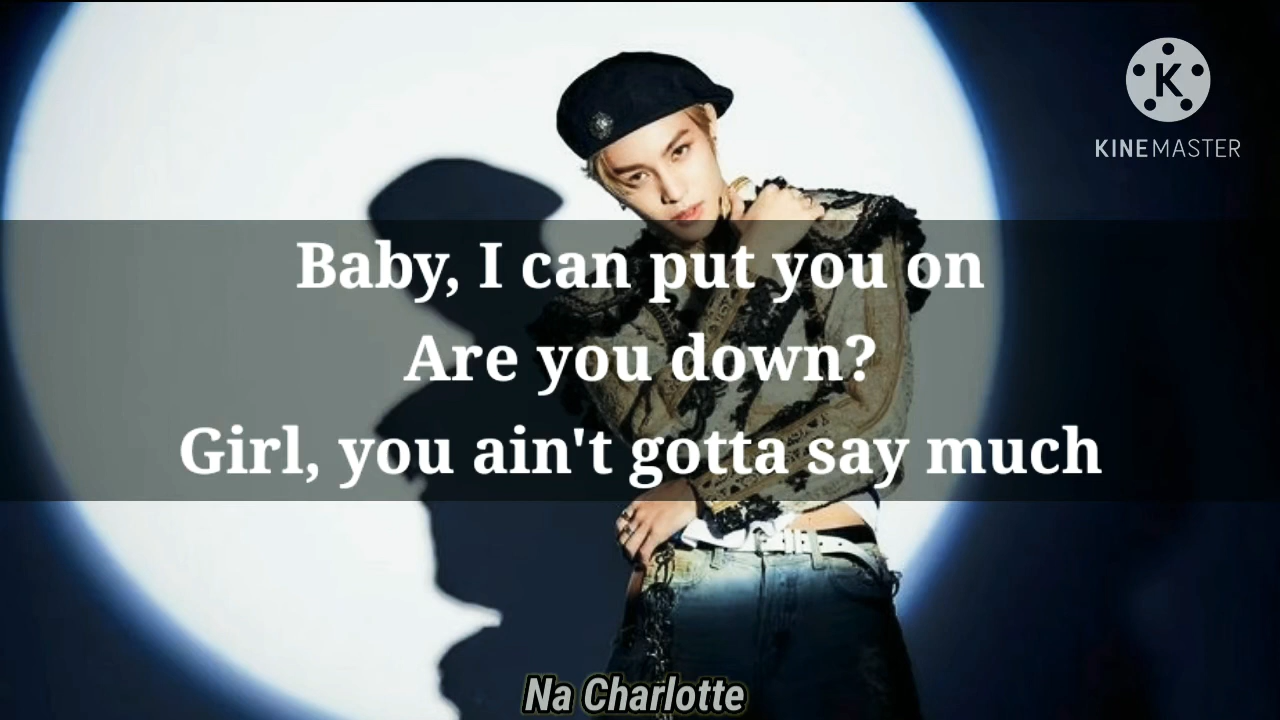 K
KINEMASTER
Baby, I can put you on
Are you down?
Girl, you ain't gotta say much
Na Charlotte